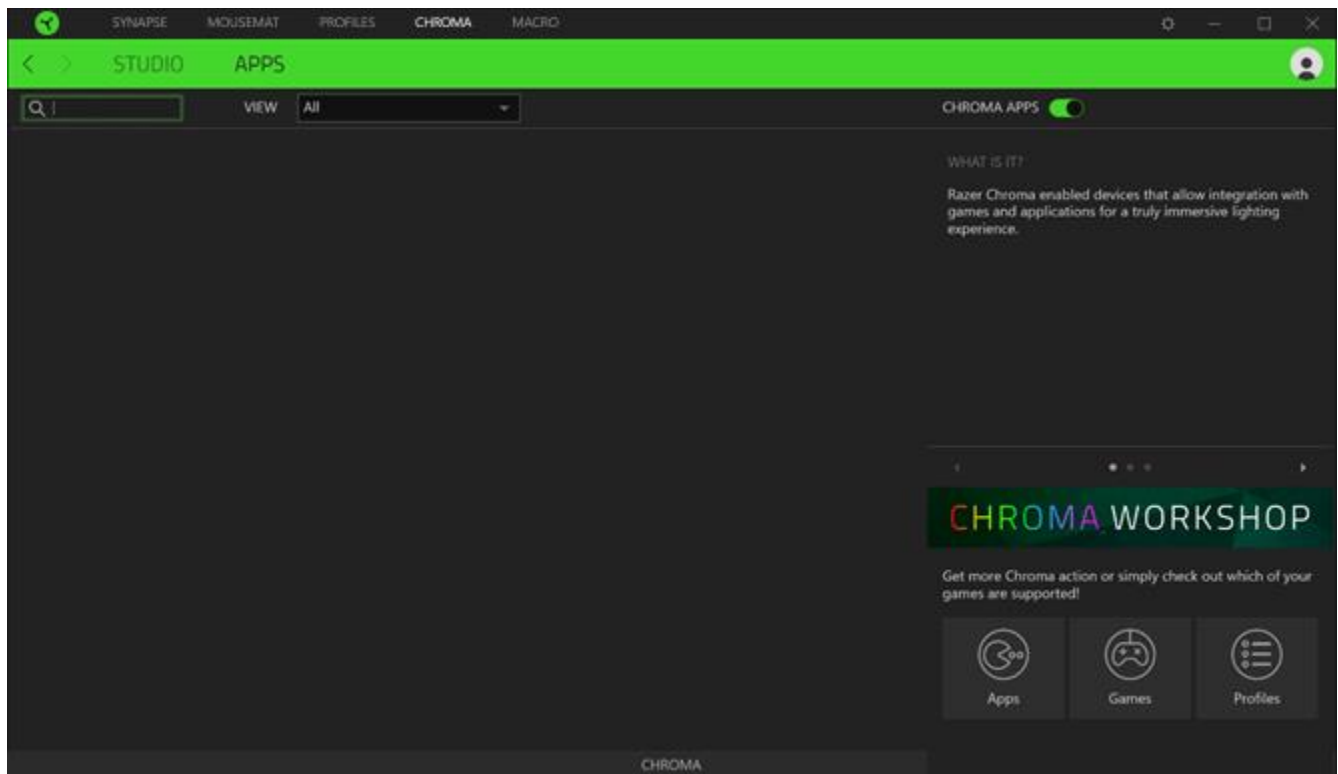 SYNAPSE MOUSEMAT PROFILES CHROMA MACRO
STUDIO APPS
VIEW All CHROMA APPS
WHAT IS IT?
Razer Chroma enabled devices that allow integration with
games and applications for a truly immersive lighting
experience.
CHROMA WORKSHOP
Get more Chroma action or simply check out which of your
games are supported!
Apps Games Profiles
CHROMA